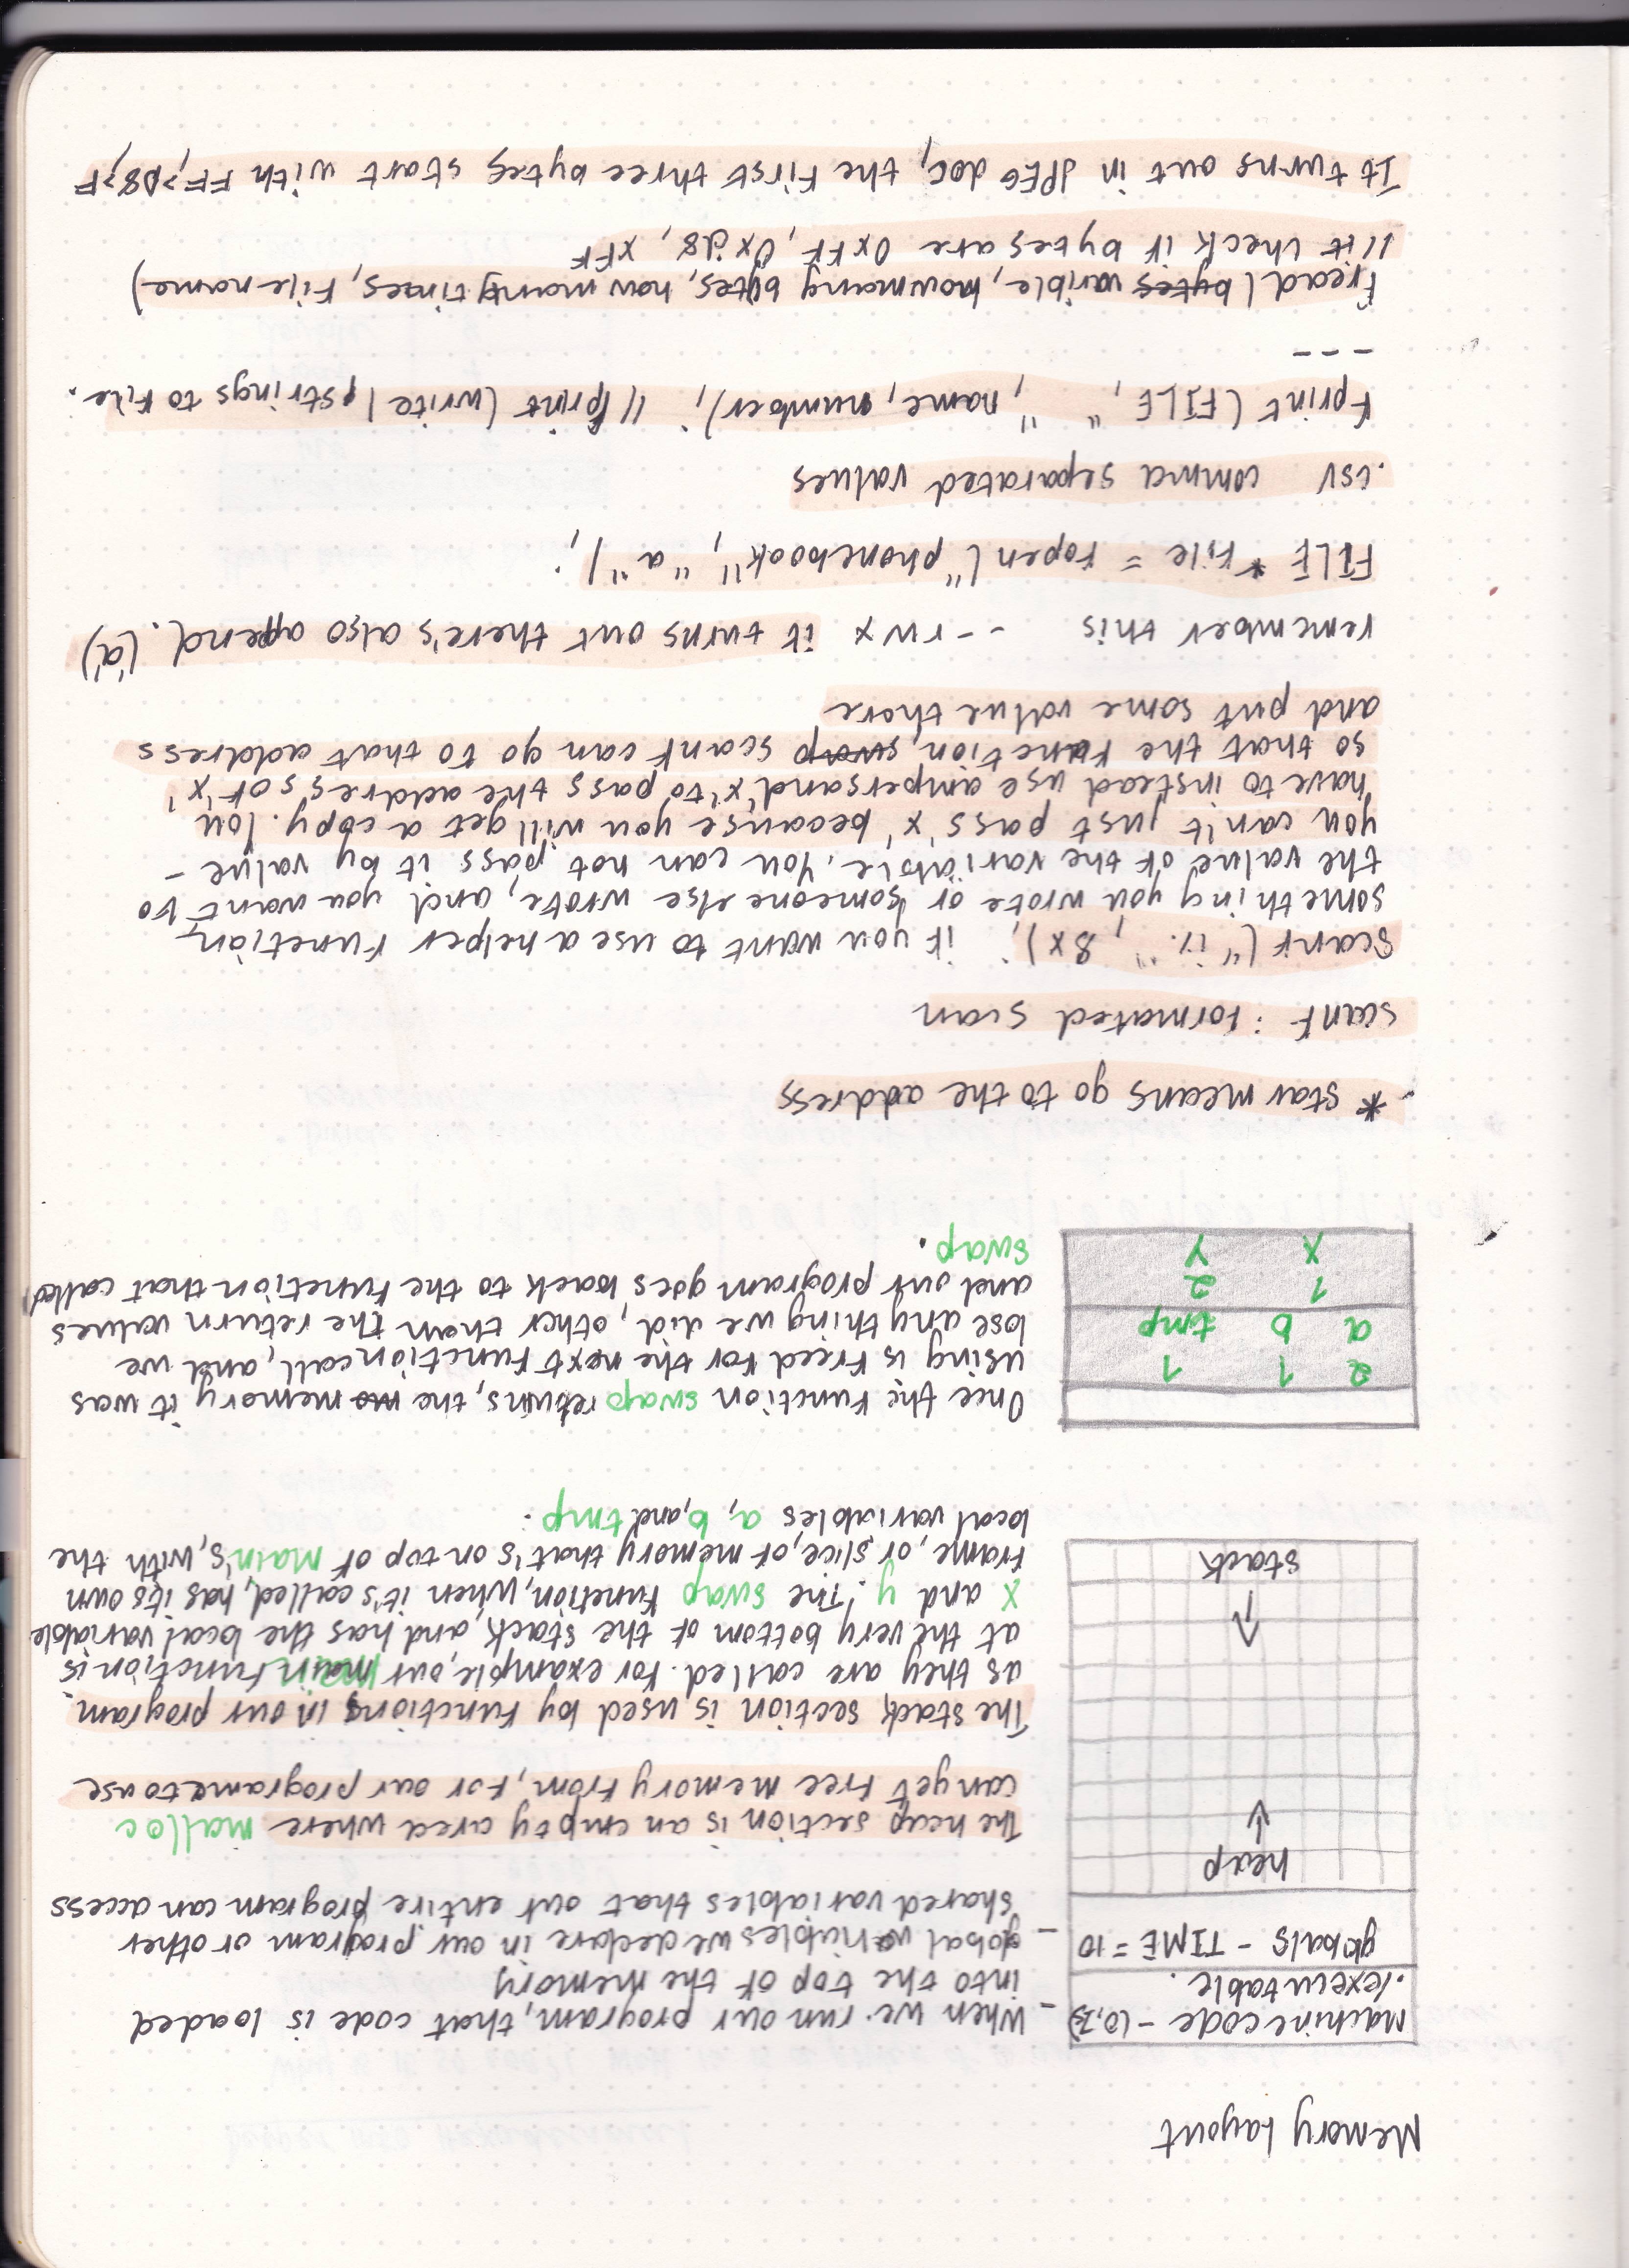 Memory Layout
Machine code - (0,1s)
./executable.
globals - TIME = 10
heap
stack
- When we run our program, that code is loaded
into the top of the memory
- global variables we declare in our program or other
shared variables that our entire program can access
The heap section is an empty area where malloc
can get free memory from, for our programe to use
The stack section is used by functions in our program
as they are called. For example, our main function is
at the very bottom of the stack, and has the local variable
x and y. The swap function, when it's called, has its own
frame, or slice, of memory that's on top of main's, with the
local variables a, b, and tmp.
2 1 1
a b tmp
1 2
x y
Once the function swap returns, the mo memory it was
using is freed for the next function call, and we
lose anything we did, other than the return values
and our program goes back to the function that called
swap.
- * star means go to the address
scanf : formated scan
scanf ("i%", &x); if you want to use a helper function,
something you wrote or someone else wrote, and you want to
the value of the variable. You can not pass it by value -
you can't just pass 'x' because you will get a copy. You
have to instead use ampersand 'x' to pass the address of 'x'
so that the function, swap scanf can go to that address
and put some value there
remember this --rwx it turns out there's also append. ('a')
FILE *file = fopen("phonebook", "a");
.csv comma separated values
fprint (FILE, " ", name, number); // fprint (write), strings to file.
---
Fread ( bytes varible, how many bytes, how many times, file name)
// it check if bytes are 0xFF, 0xd8, xFF
It turns out in JPEG doc, the first three bytes start with FF, D8, F